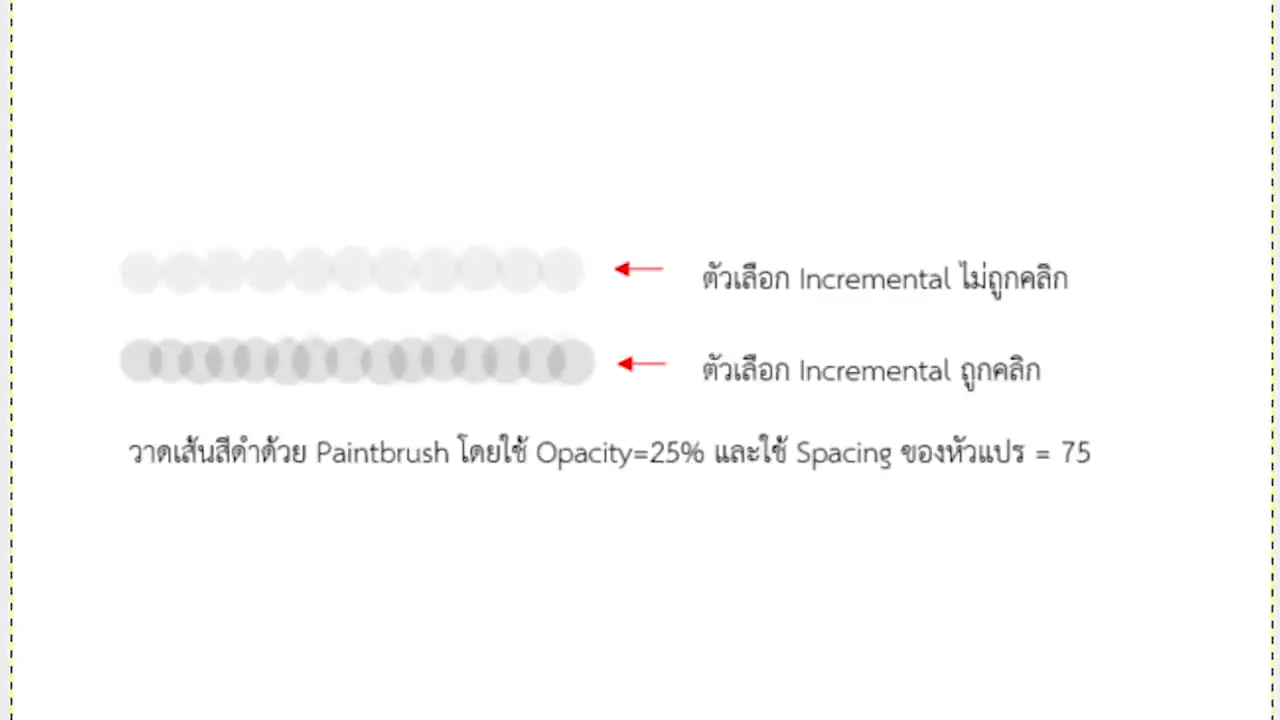 ตัวเลือก Incremental ไม่ถูกคลิก
ตัวเลือก Incremental ถูกคลิก
วาดเส้นสีดำด้วย Paintbrush โดยใช้ Opacity=25% และใช้ Spacing ของหัวแปร = 75